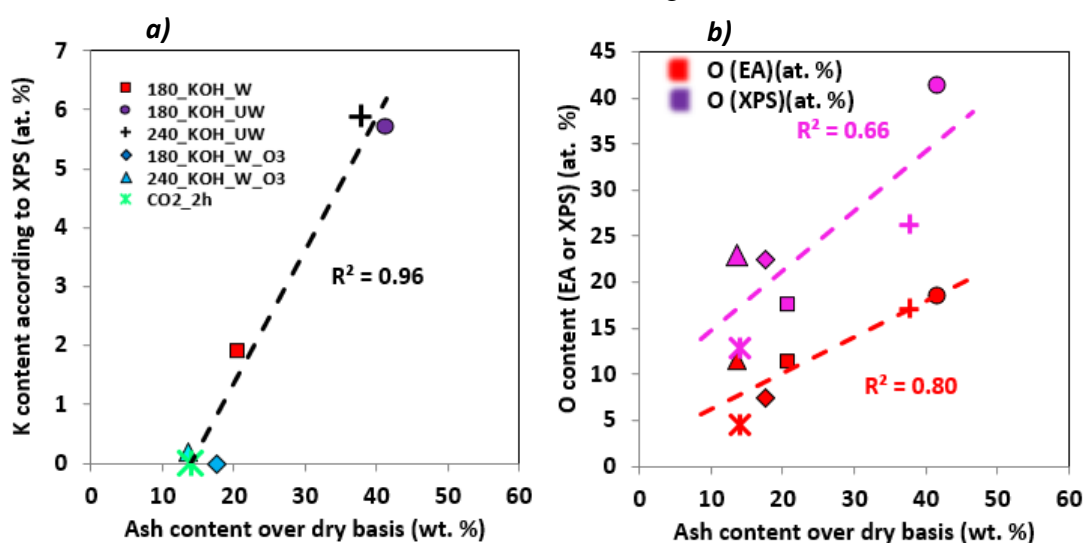 a)
7
6
5
4
3
2
1
0
K content according to XPS (at. %)
180_KOH_W
180_KOH_UW
240_KOH_UW
180_KOH_W_O3
240_KOH_W_O3
CO2_2h
R² = 0.96
0 10 20 30 40 50 60
Ash content over dry basis (wt. %)
b)
45
40
35
30
25
20
15
10
5
0
O content (EA or XPS) (at. %)
O (EA)(at. %)
O (XPS)(at. %)
R² = 0.66
R² = 0.80
0 10 20 30 40 50 60
Ash content over dry basis (wt. %)